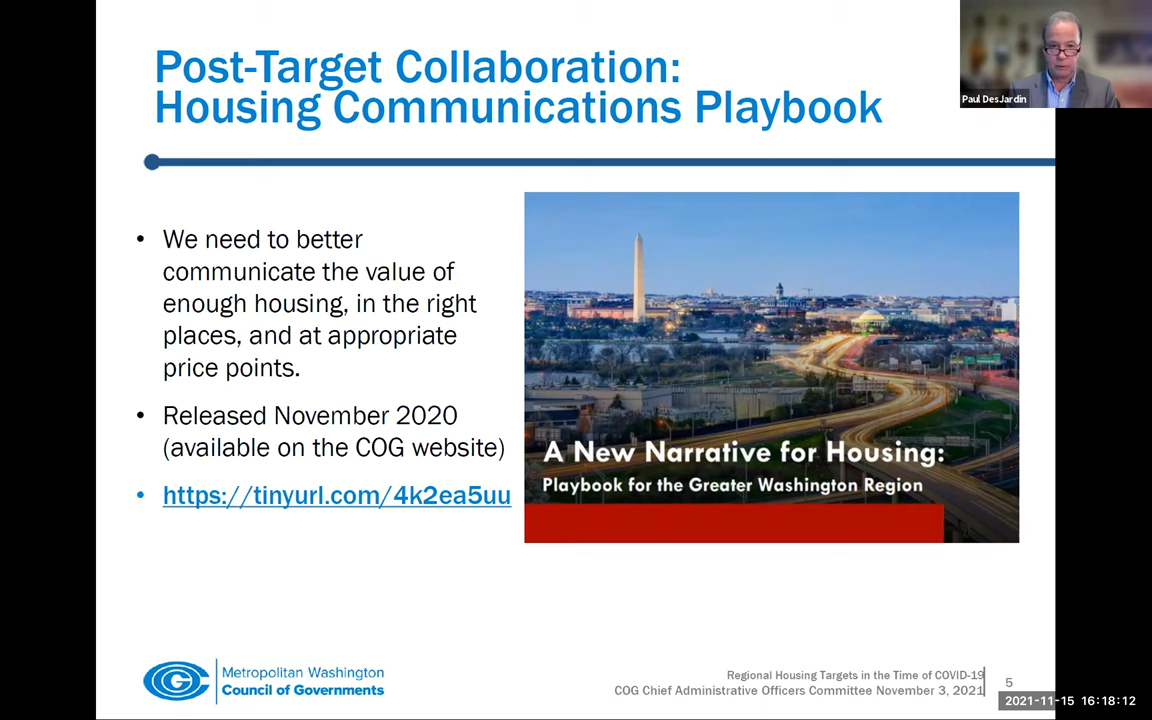 Post-Target Collaboration:
Housing Communications Playbook
Paul DesJardin
• We need to better
communicate the value of
enough housing, in the right
places, and at appropriate
price points.
• Released November 2020
(available on the COG website)
• https://tinyurl.com/4k2ea5uu
A New Narrative for Housing:
Playbook for the Greater Washington Region
Metropolitan Washington
Council of Governments
Regional Housing Targets in the Time of COVID-19
COG Chief Administrative Officers Committee November 3, 2021
5
2021-11-15 16:18:12